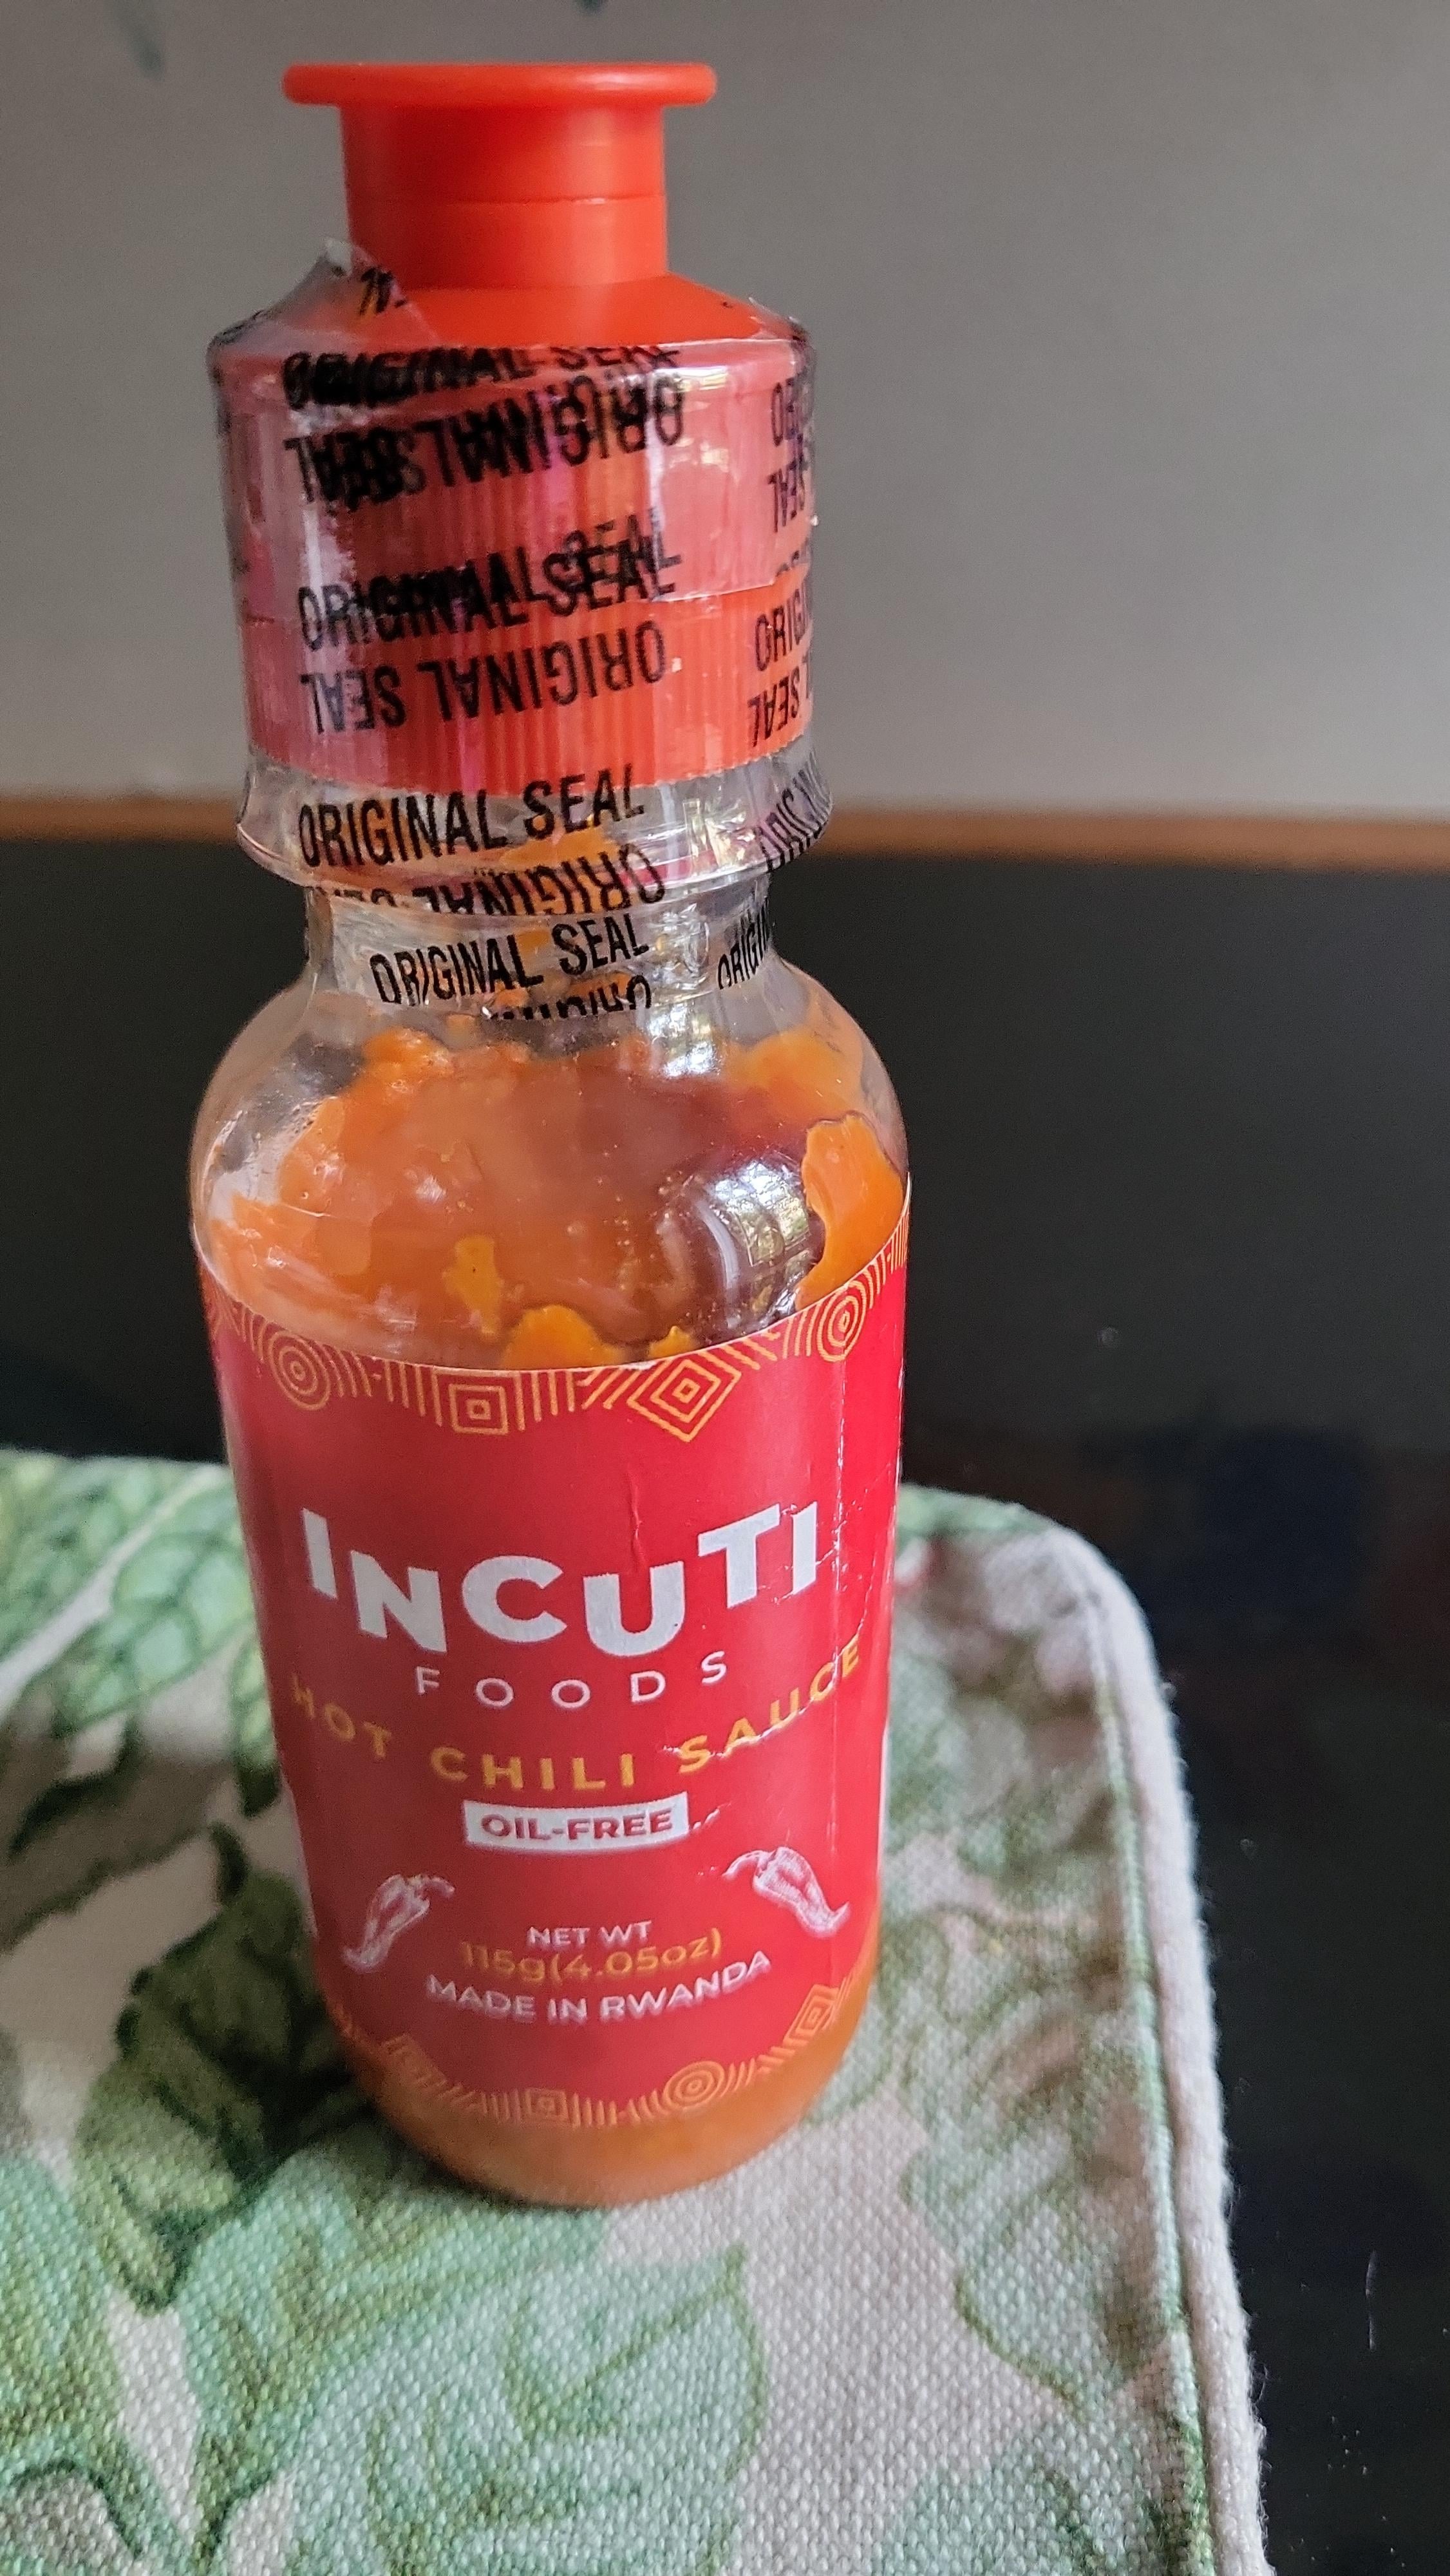 ORIGINAL SEAL
ORIGINAL SEAL
ORIGINAL SEAL
ORIGINAL SEAL
ORIGINAL SEAL
ORIGINAL
ORIGINAL SEAL
INCUTI
FOODS
HOT CHILI SAUCE
OIL-FREE
NET WT
115g(4.05oz)
MADE IN RWANDA